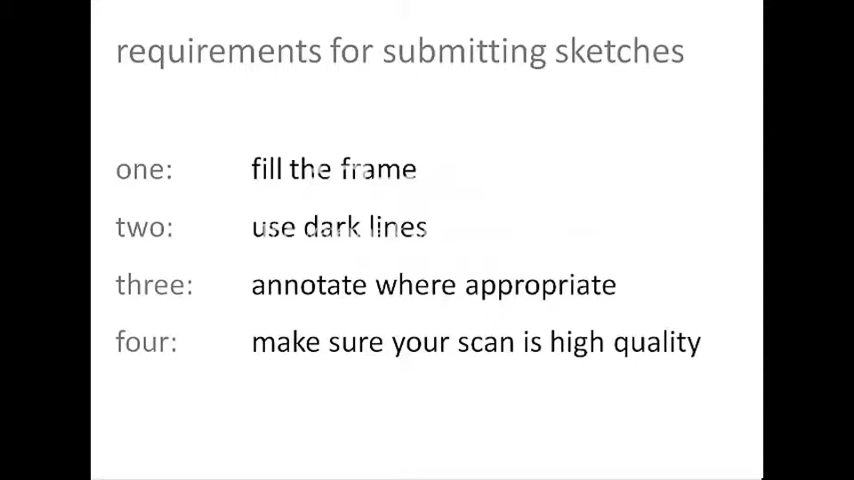 requirements for submitting sketches
one: fill the frame
two: use dark lines
three: annotate where appropriate
four: make sure your scan is high quality